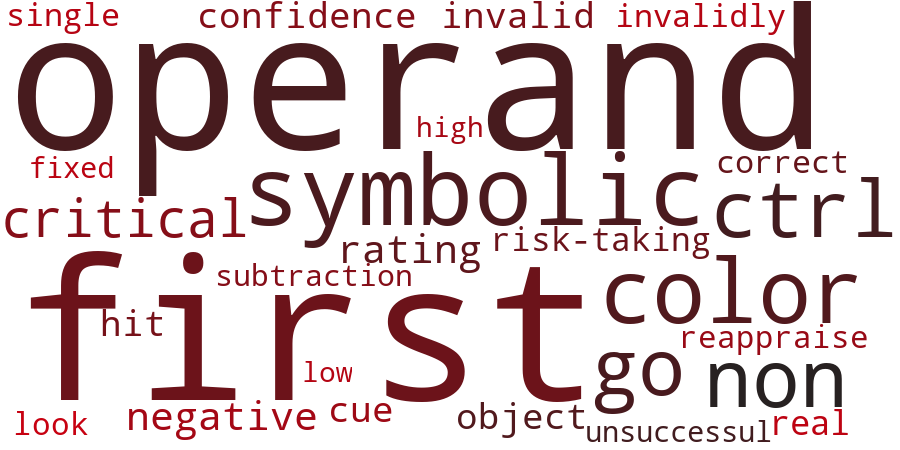 single confidence invalid invalidly
operand
high
fixed symbolic correct
critical ctrl
rating risk-taking
first subtraction color
hit reappraise
low go non
look negative cue object real
unsuccessul